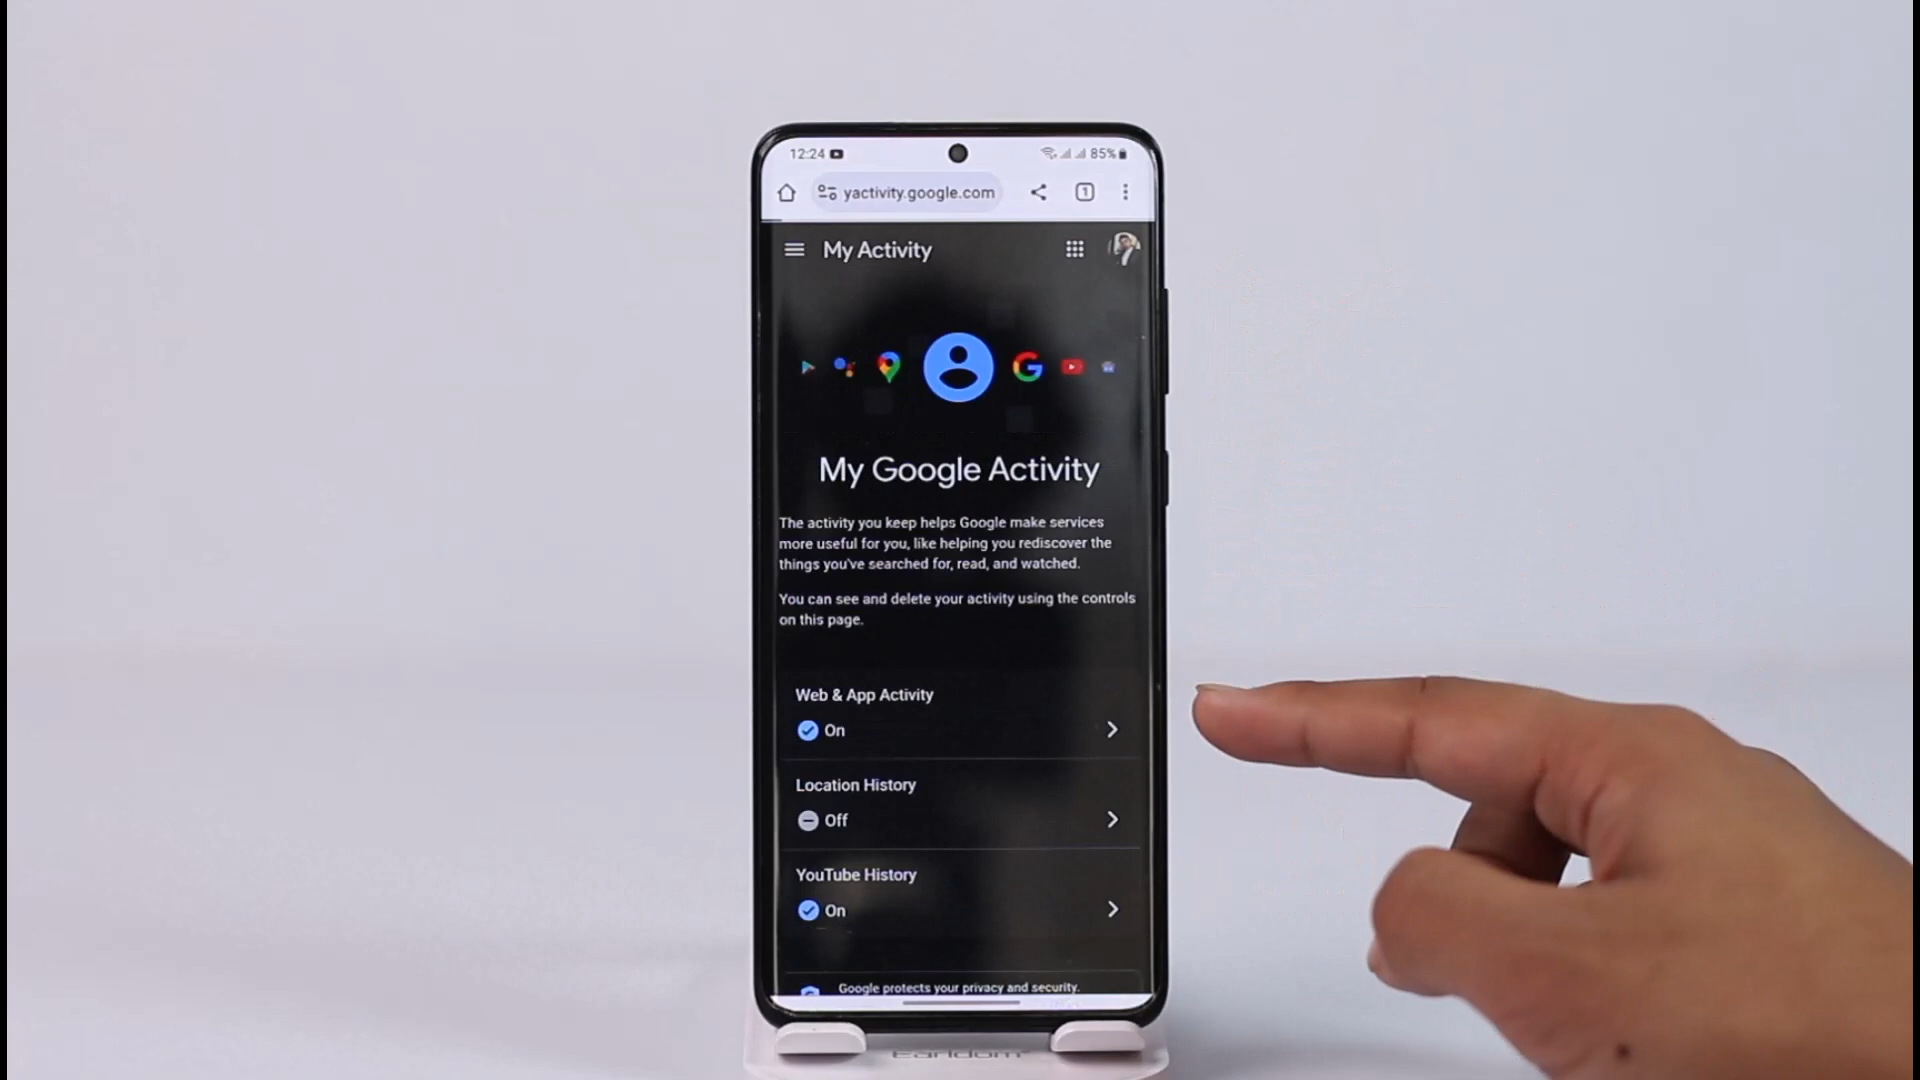 12:24
85%
yactivity.google.com
1
My Activity
My Google Activity
The activity you keep helps Google make services
more useful for you, like helping you rediscover the
things you've searched for, read, and watched.
You can see and delete your activity using the controls
on this page.
Web & App Activity
On
Location History
Off
YouTube History
On
Google protects your privacy and security.
Earldom